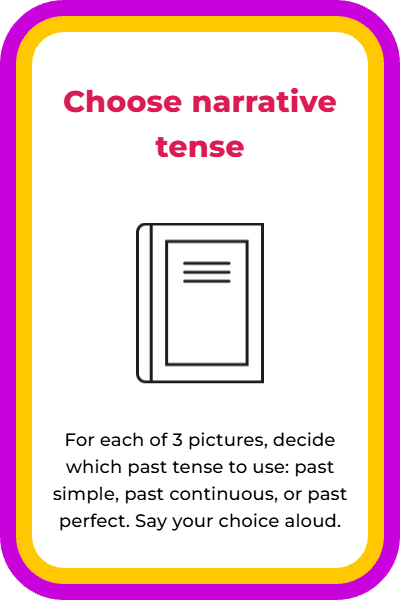 Choose narrative
tense
For each of 3 pictures, decide
which past tense to use: past
simple, past continuous, or past
perfect. Say your choice aloud.